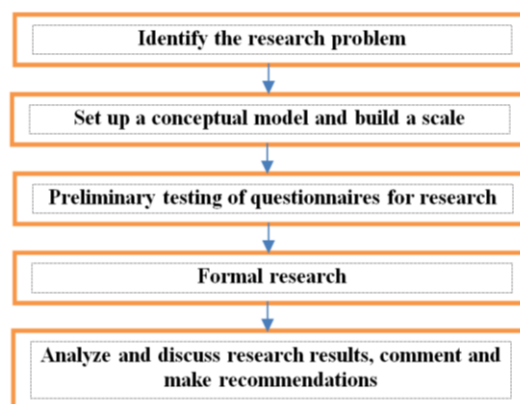 Identify the research problem
Set up a conceptual model and build a scale
Preliminary testing of questionnaires for research
Formal research
Analyze and discuss research results, comment and
make recommendations